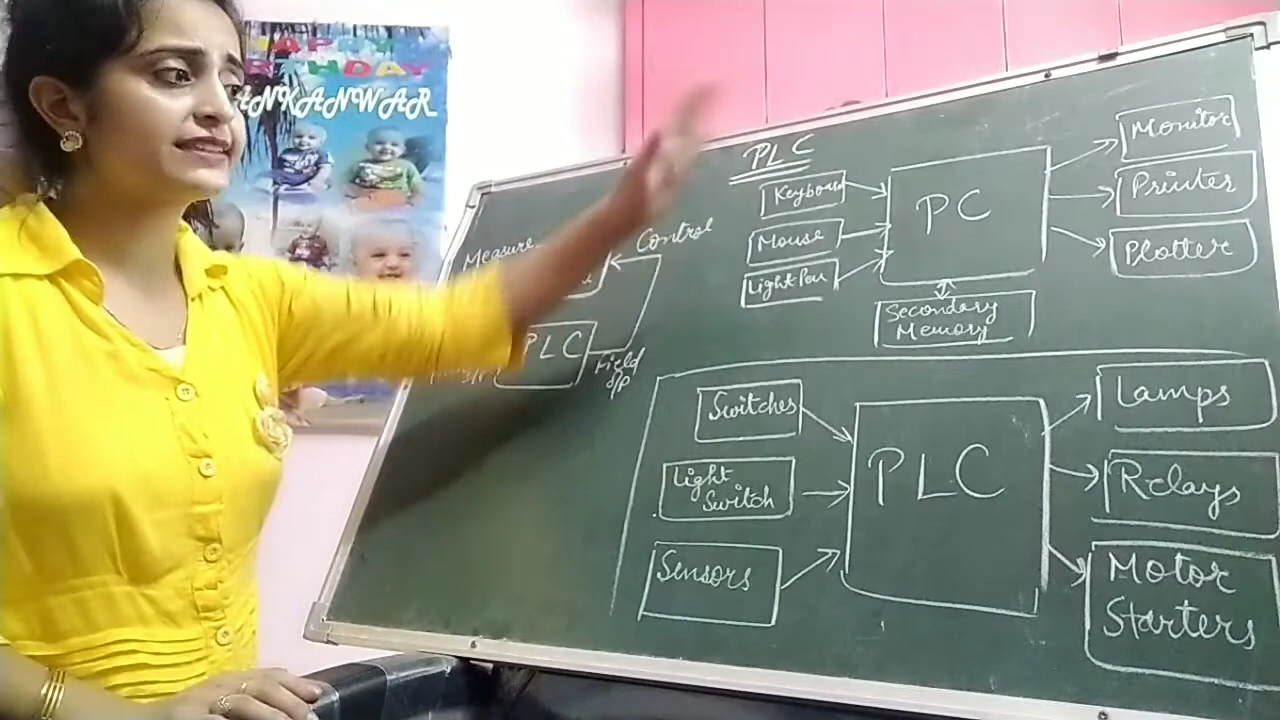 HAPPY
BIRTHDAY
ANKANWAR
PLC
Measure
Control
PLC
Field
o/p
Keyboard
Mouse
Light Pen
PC
Monitor
Printer
Plotter
Secondary
Memory
Switches
Light
Switch
Sensors
PLC
Lamps
Relays
Motor
Starters